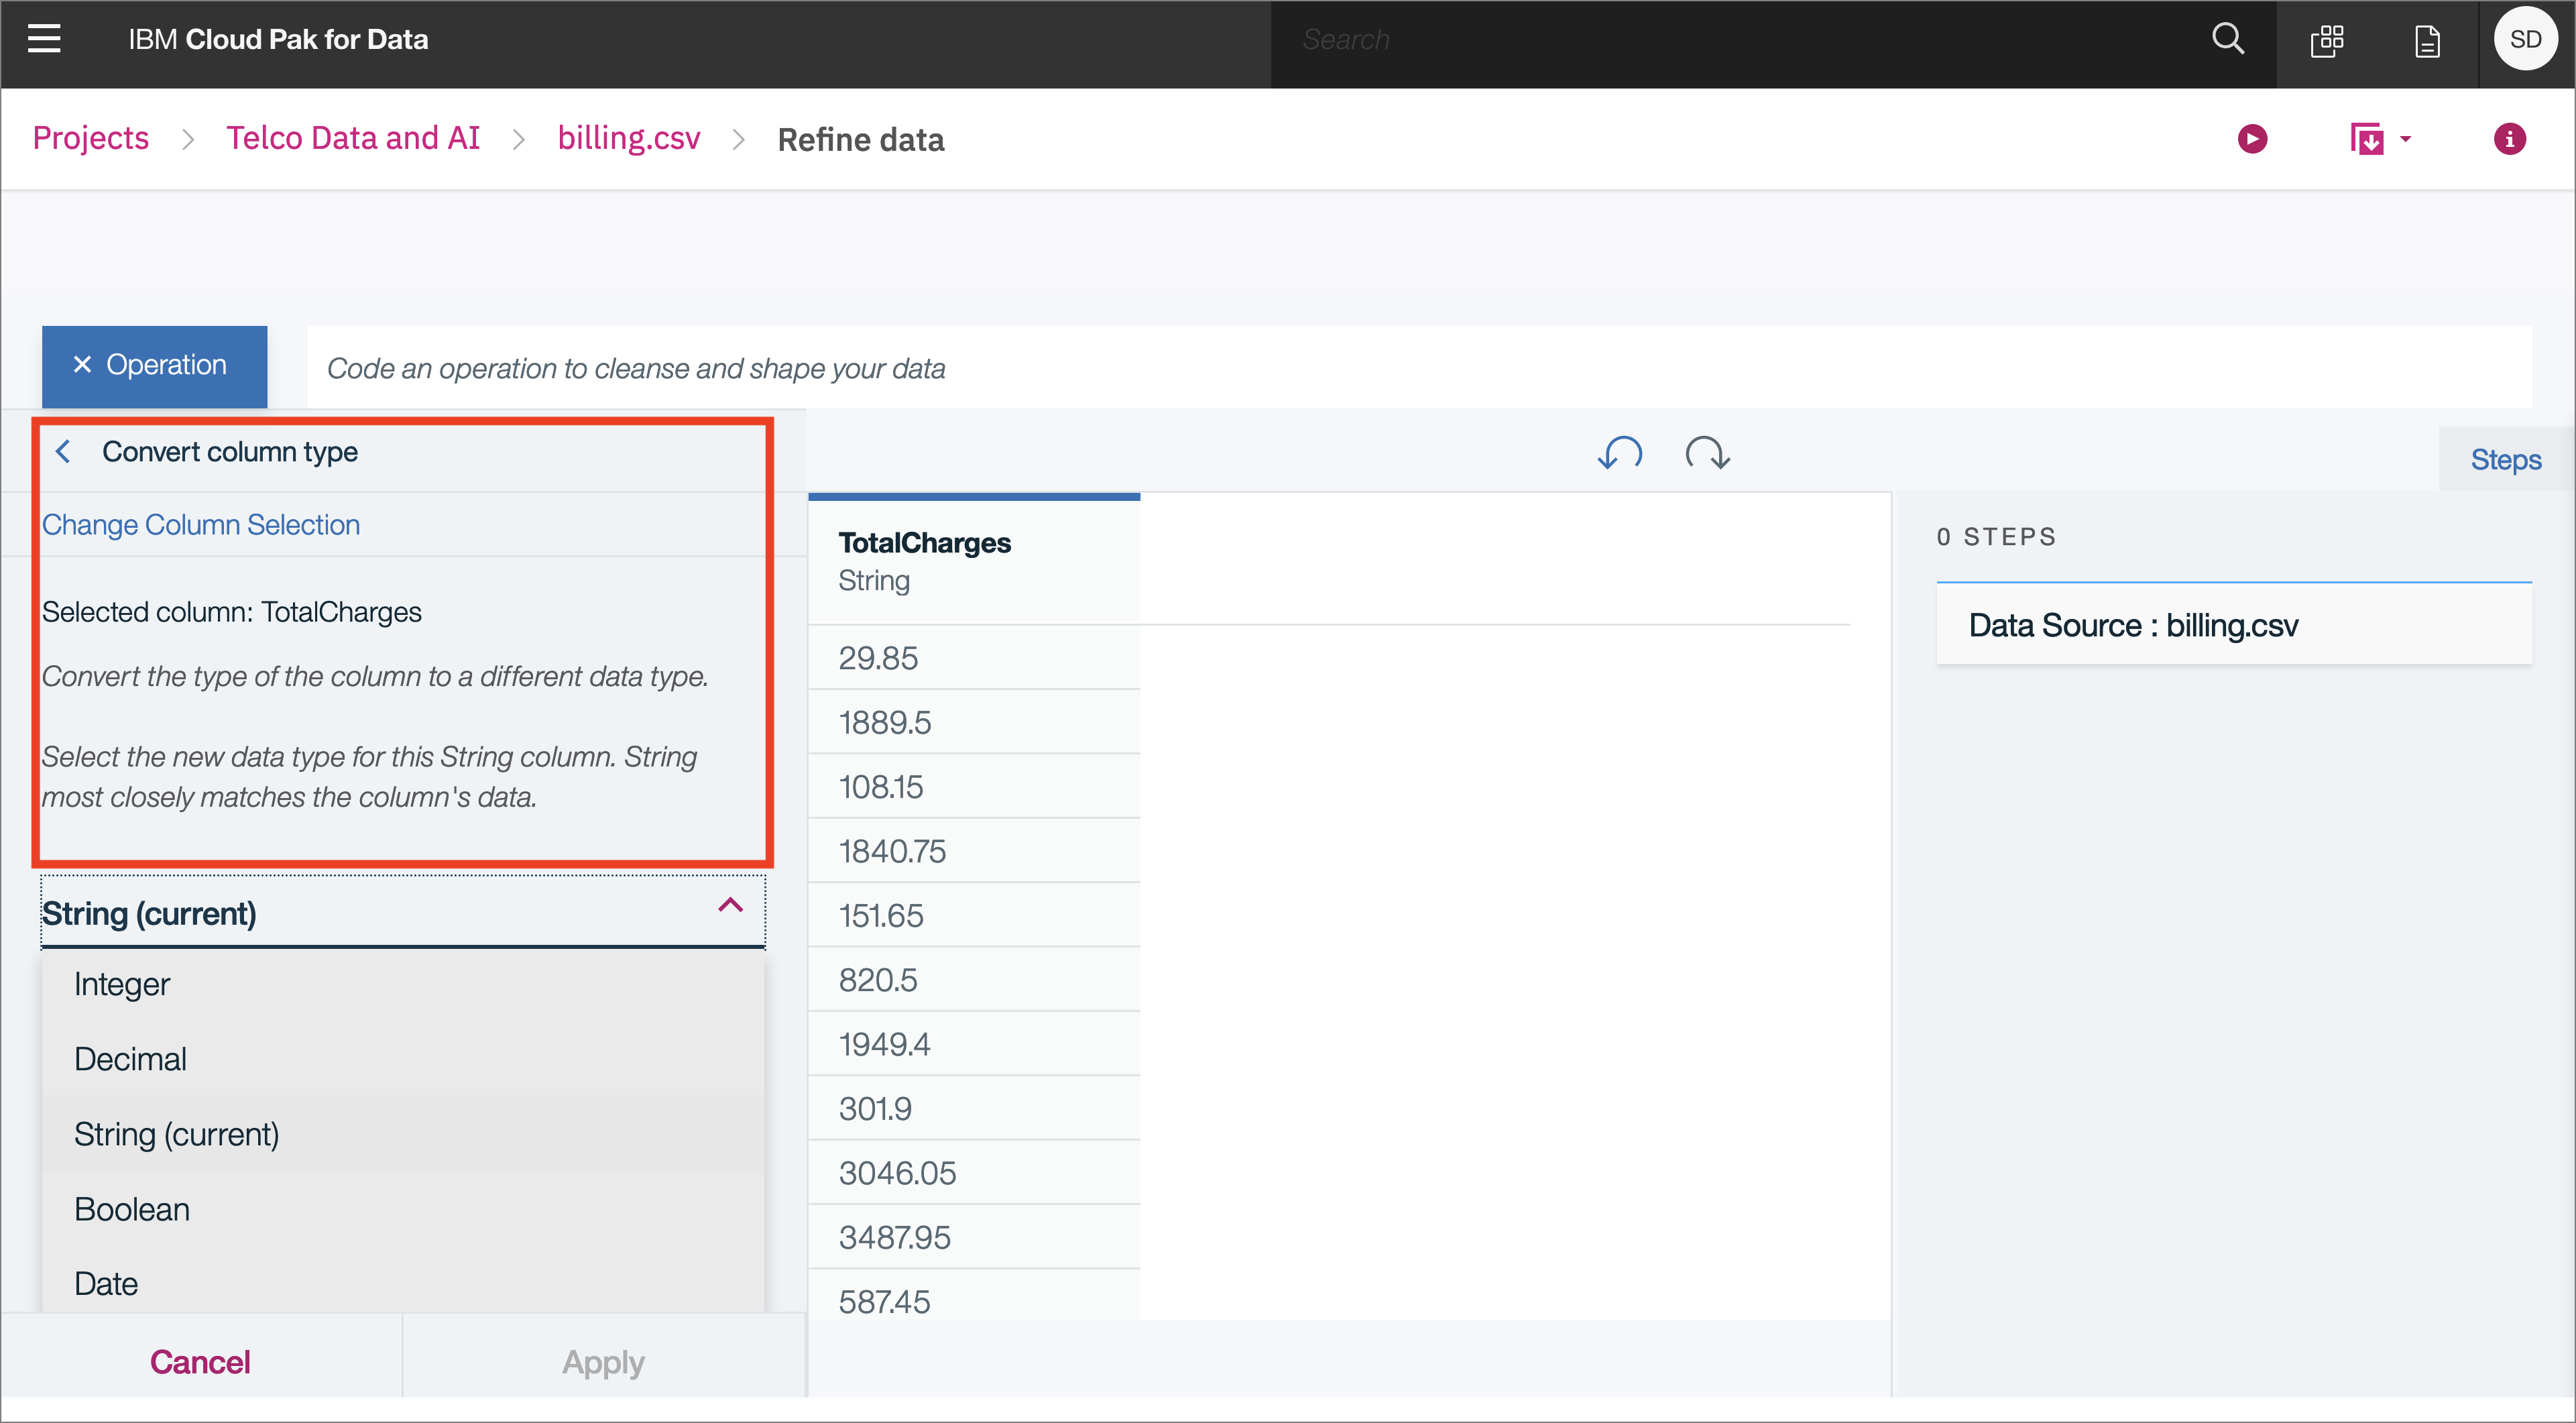 IBM Cloud Pak for Data
Search
SD
Projects > Telco Data and AI > billing.csv > Refine data
× Operation
Code an operation to cleanse and shape your data
Convert column type
Change Column Selection
Selected column: TotalCharges
Convert the type of the column to a different data type.
Select the new data type for this String column. String
most closely matches the column's data.
String (current)
Integer
Decimal
String (current)
Boolean
Date
Cancel
Apply
TotalCharges
String
29.85
1889.5
108.15
1840.75
151.65
820.5
1949.4
301.9
3046.05
3487.95
587.45
Steps
0 STEPS
Data Source : billing.csv